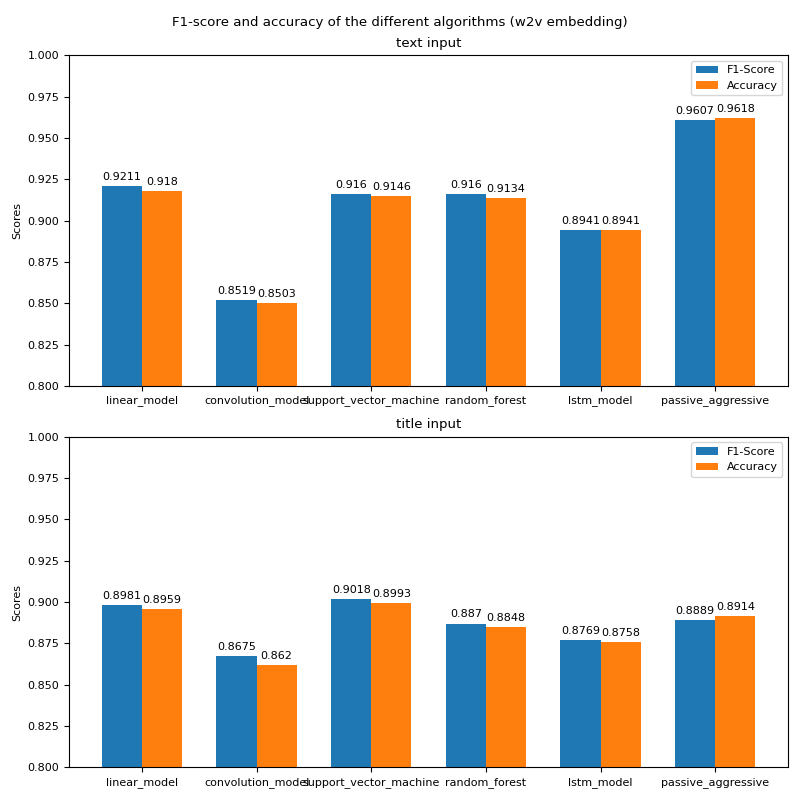 F1-score and accuracy of the different algorithms (w2v embedding)
text input
1.000
0.975
0.950
0.925
0.900
0.875
0.850
0.825
0.800
Scores
F1-Score
Accuracy
0.9211 0.918
0.8519 0.8503
0.916 0.9146
0.916 0.9134
0.8941 0.8941
0.9607 0.9618
linear_model convolution_model support_vector_machine random_forest lstm_model passive_aggressive
title input
1.000
0.975
0.950
0.925
0.900
0.875
0.850
0.825
0.800
Scores
F1-Score
Accuracy
0.8981 0.8959
0.8675 0.862
0.9018 0.8993
0.887 0.8848
0.8769 0.8758
0.8889 0.8914
linear_model convolution_model support_vector_machine random_forest lstm_model passive_aggressive